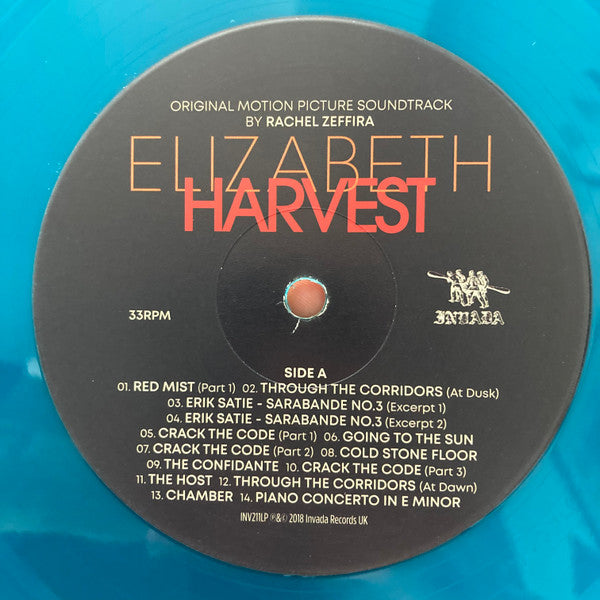 ORIGINAL MOTION PICTURE SOUNDTRACK
BY RACHEL ZEFFIRA
ELIZABETH
HARVEST
33RPM
INVADA
SIDE A
01. RED MIST (Part 1) 02. THROUGH THE CORRIDORS (At Dusk)
03. ERIK SATIE - SARABANDE NO.3 (Excerpt 1)
04. ERIK SATIE - SARABANDE NO.3 (Excerpt 2)
05. CRACK THE CODE (Part 1) 06. GOING TO THE SUN
07. CRACK THE CODE (Part 2) 08. COLD STONE FLOOR
09. THE CONFIDANTE 10. CRACK THE CODE (Part 3)
11. THE HOST 12. THROUGH THE CORRIDORS (At Dawn)
13. CHAMBER 14. PIANO CONCERTO IN E MINOR
INV211LP ℗&© 2018 Invada Records UK